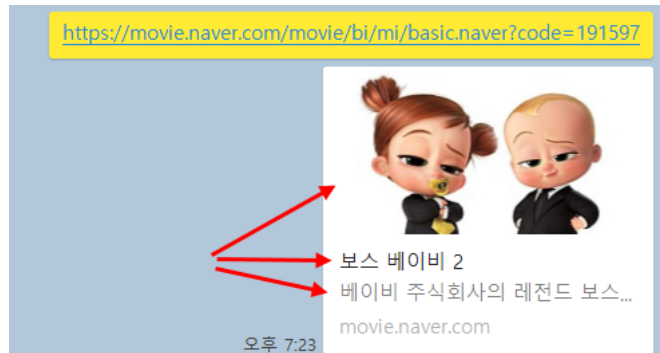 https://movie.naver.com/movie/bi/mi/basic.naver?code=191597
보스 베이비 2
베이비 주식회사의 레전드 보스...
movie.naver.com
오후 7:23